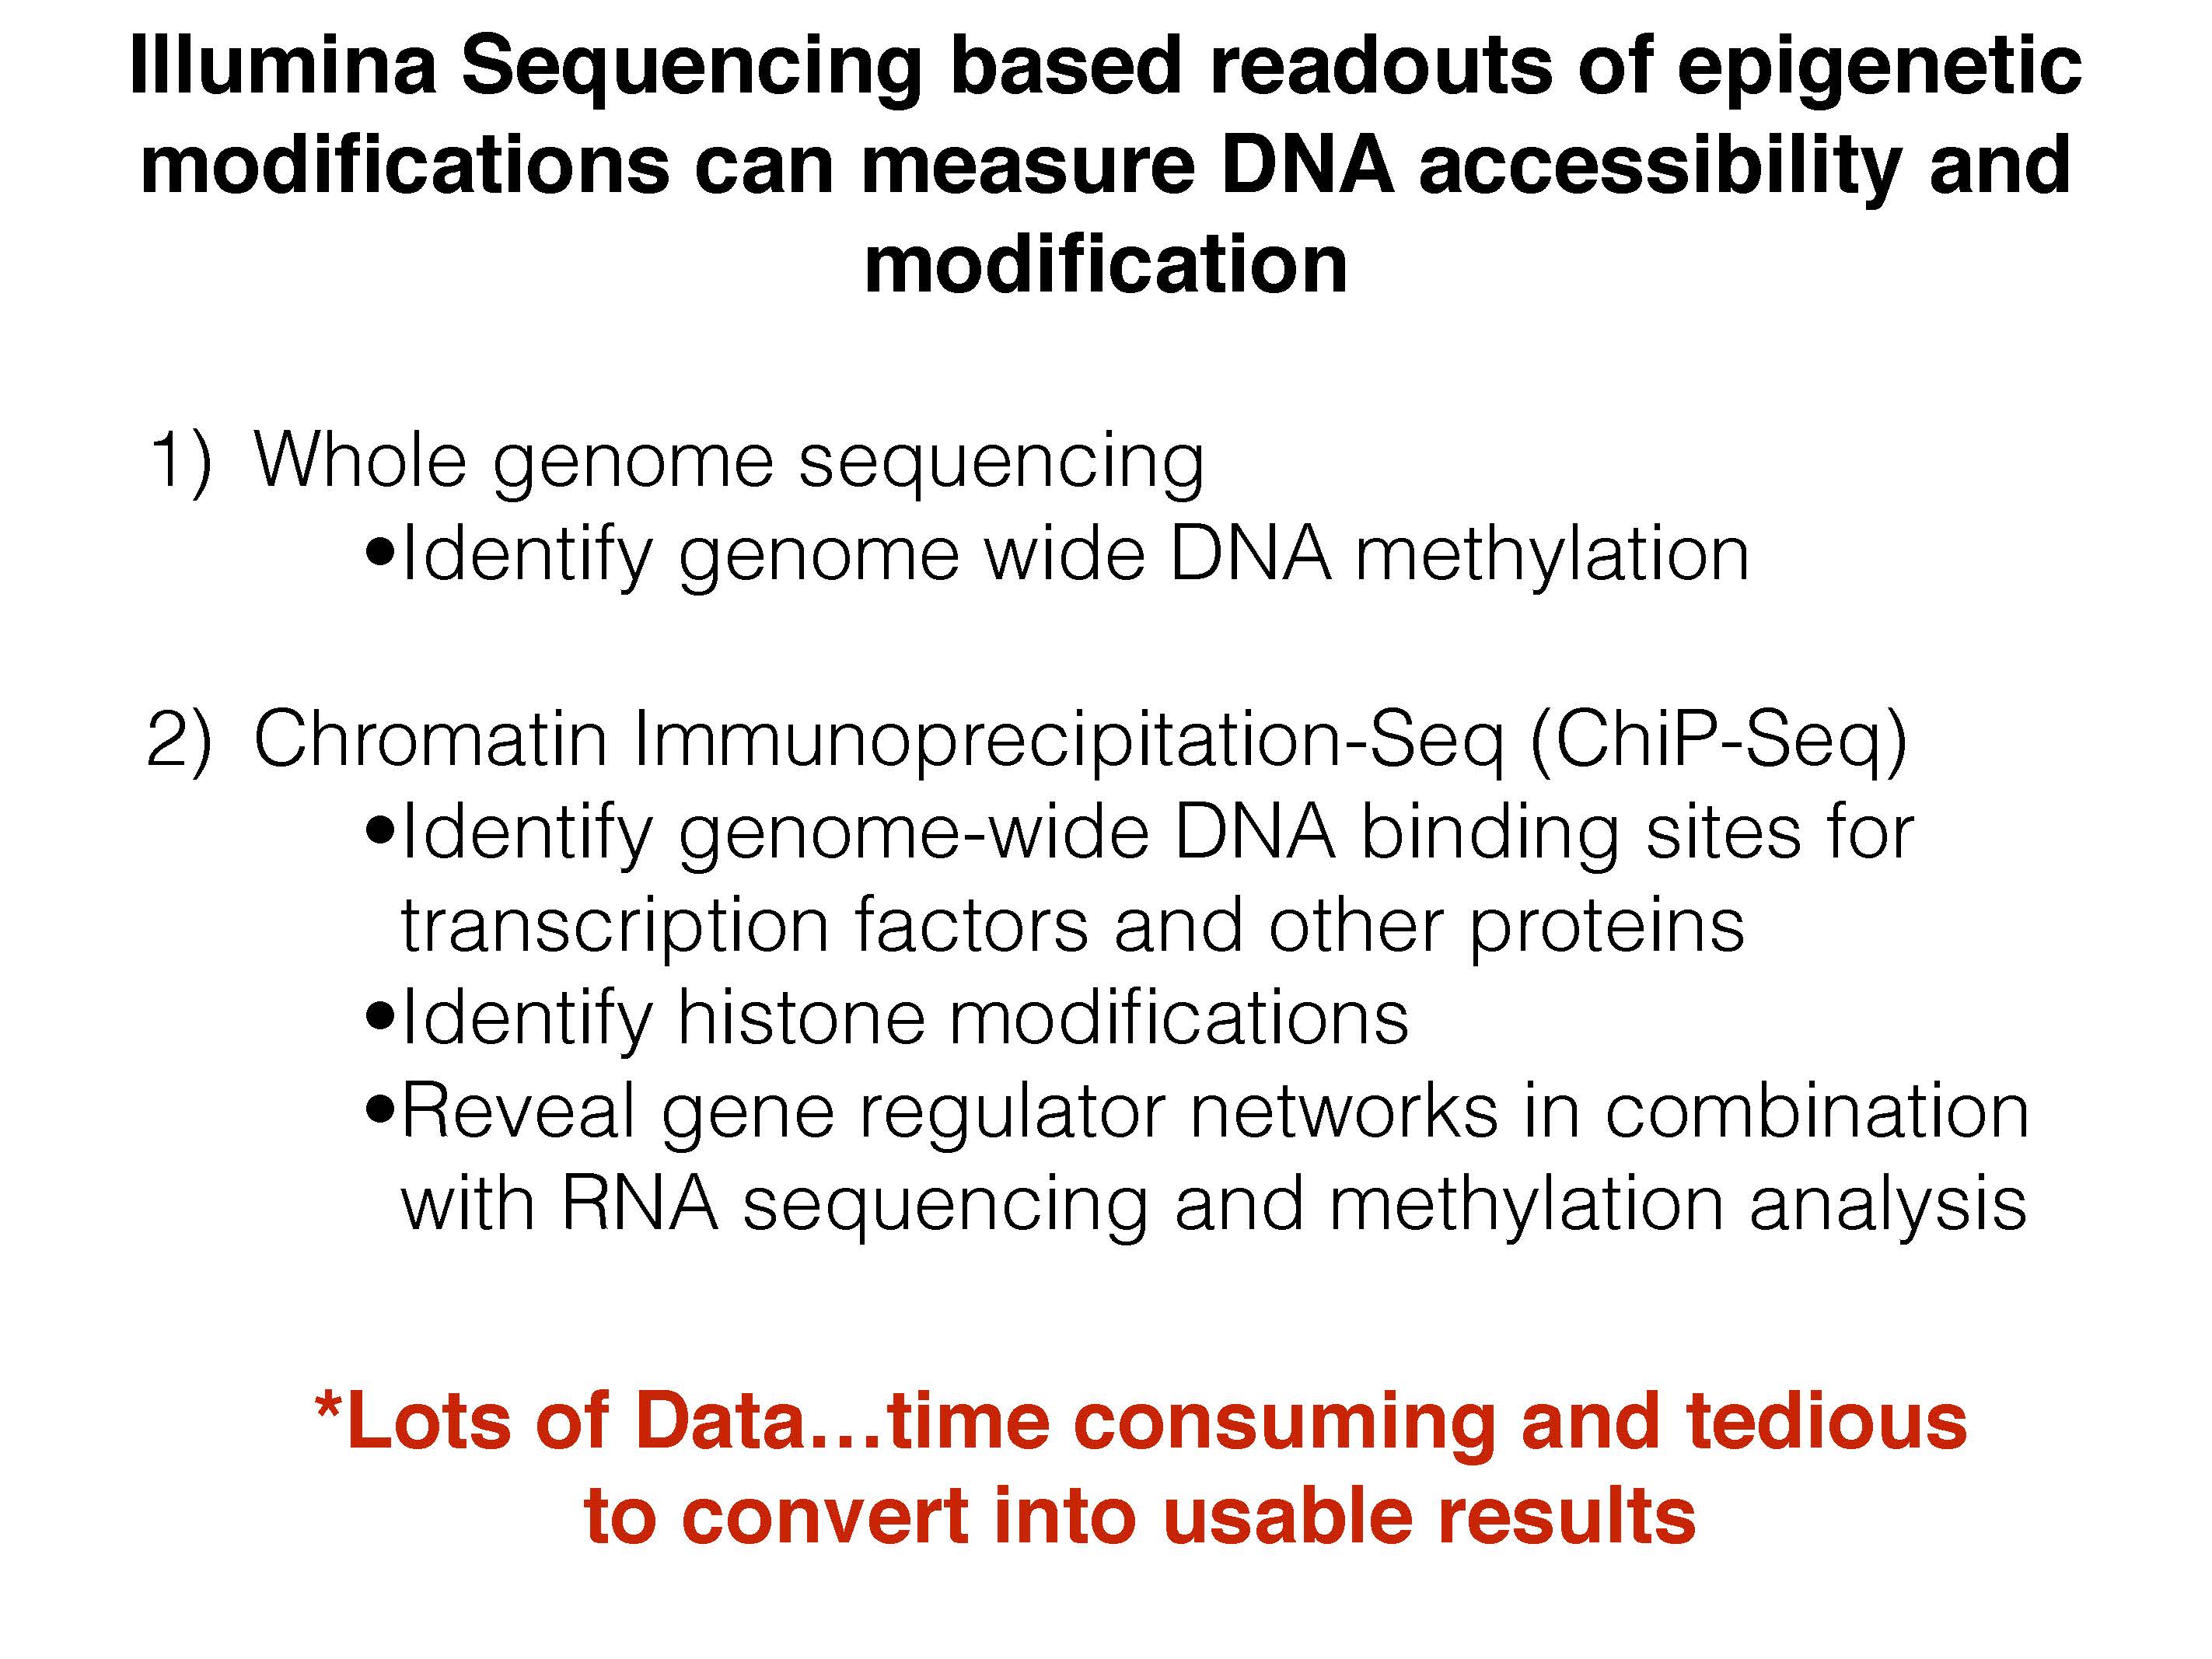 Illumina Sequencing based readouts of epigenetic
modifications can measure DNA accessibility and
modification
1) Whole genome sequencing
•Identify genome wide DNA methylation
2) Chromatin Immunoprecipitation-Seq (ChiP-Seq)
•Identify genome-wide DNA binding sites for
transcription factors and other proteins
•Identify histone modifications
•Reveal gene regulator networks in combination
with RNA sequencing and methylation analysis
*Lots of Data…time consuming and tedious
to convert into usable results